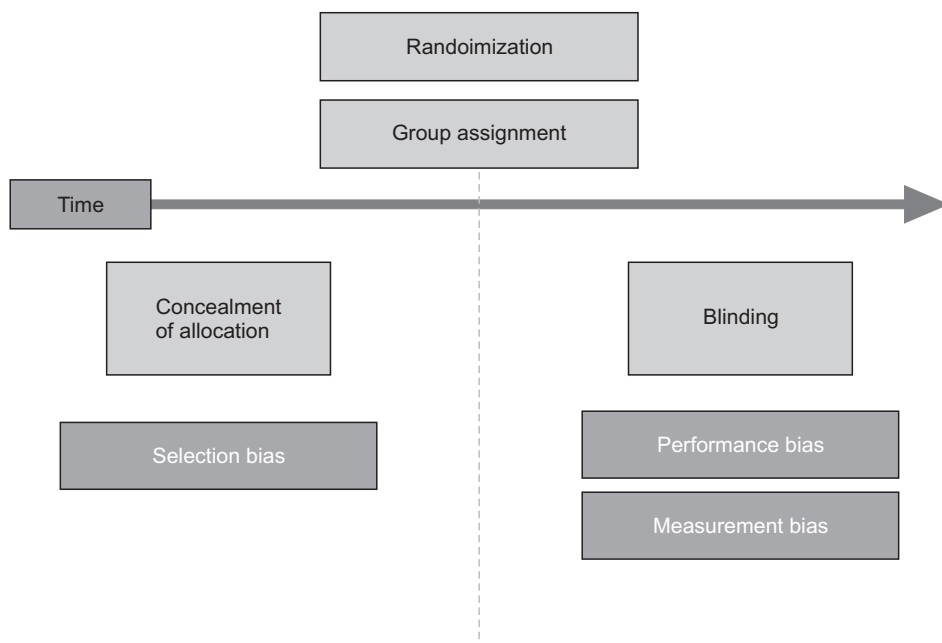 Randoimization
Group assignment
Time
Concealment
of allocation
Blinding
Selection bias
Performance bias
Measurement bias